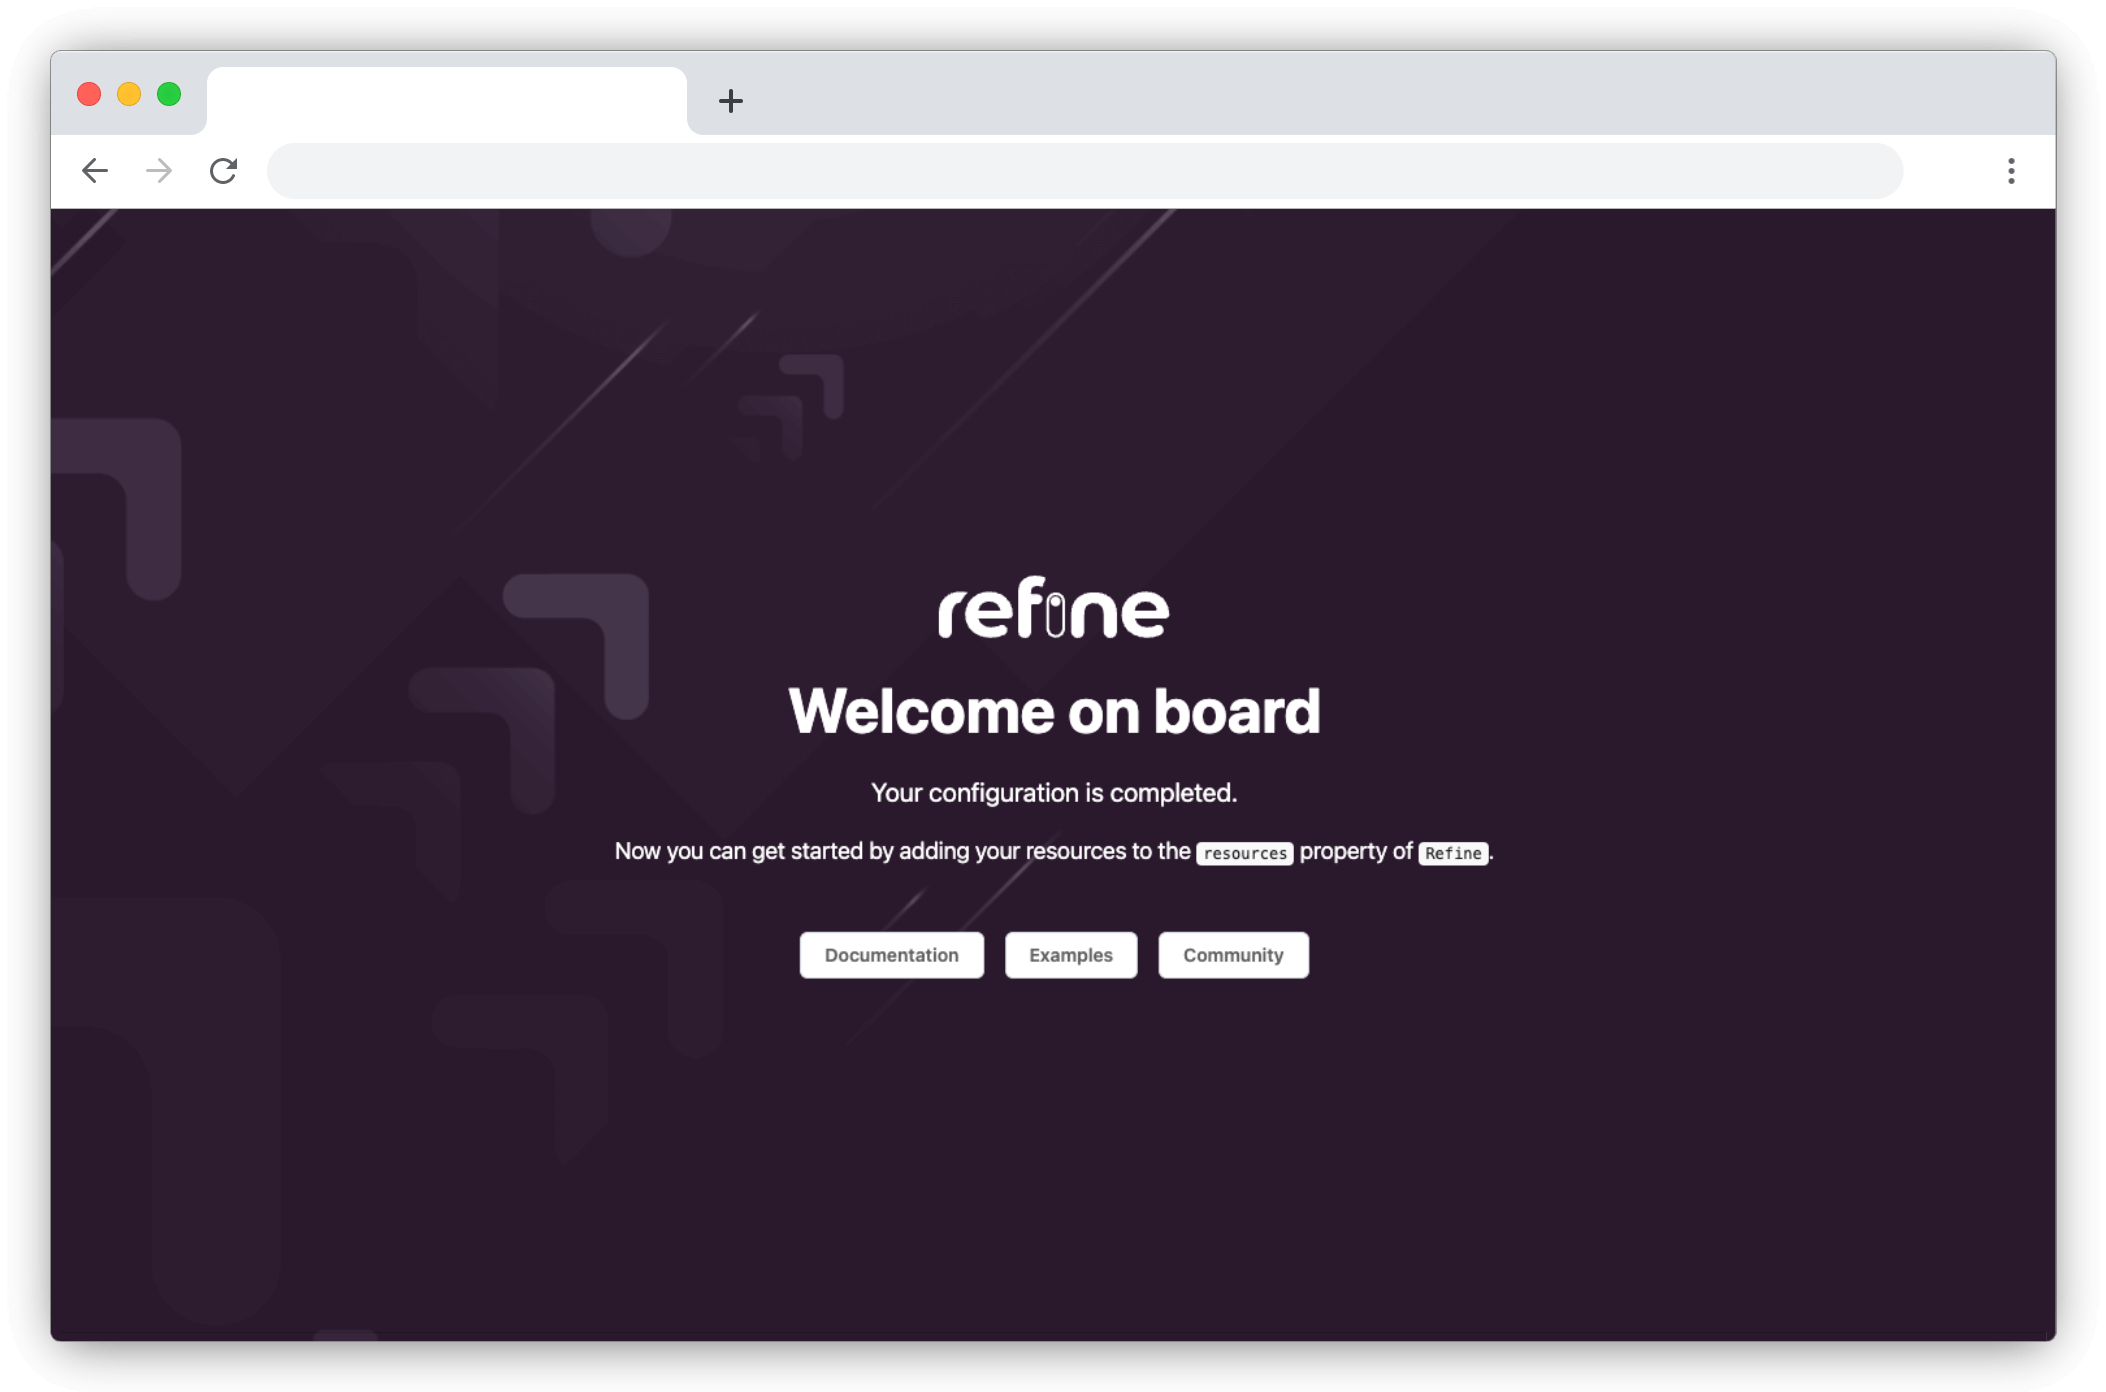 refine
Welcome on board
Your configuration is completed.
Now you can get started by adding your resources to the resources property of Refine.
Documentation Examples Community